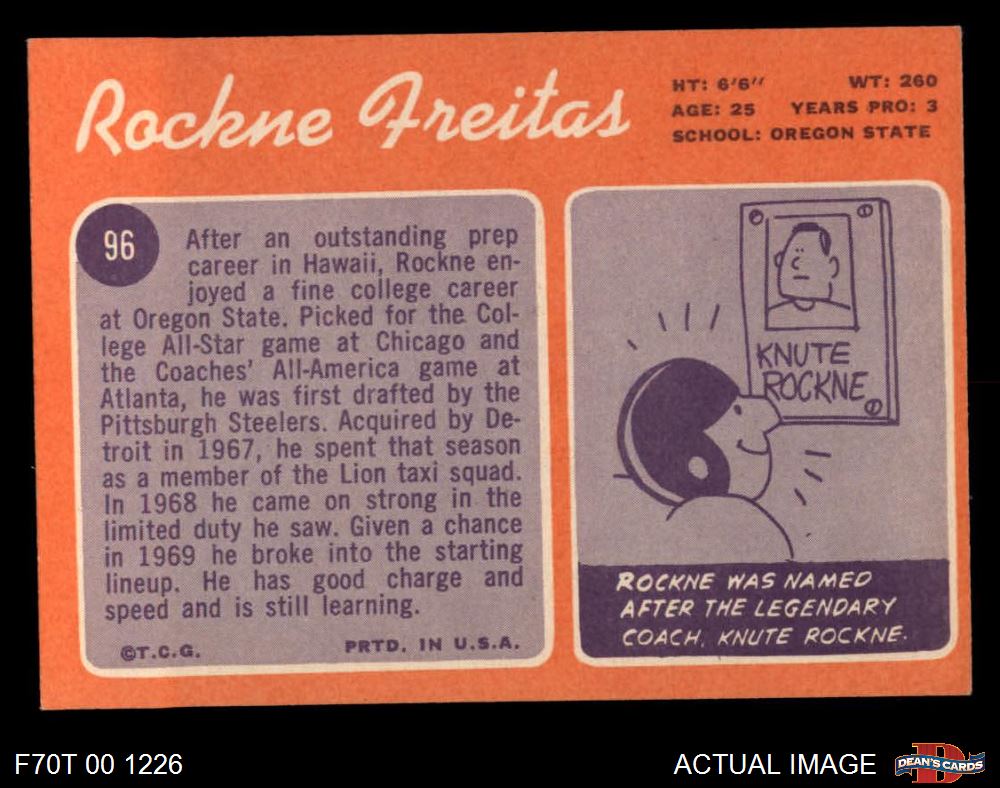 Rockne Freitas
HT: 6'6" WT: 260
AGE: 25 YEARS PRO: 3
SCHOOL: OREGON STATE
96
After an outstanding prep
career in Hawaii, Rockne en-
joyed a fine college career
at Oregon State. Picked for the Col-
lege All-Star game at Chicago and
the Coaches' All-America game at
Atlanta, he was first drafted by the
Pittsburgh Steelers. Acquired by De-
troit in 1967, he spent that season
as a member of the Lion taxi squad.
In 1968 he came on strong in the
limited duty he saw. Given a chance
in 1969 he broke into the starting
lineup. He has good charge and
speed and is still learning.
©T.C.G. PRTD. IN U.S.A.
KNUTE
ROCKNE
ROCKNE WAS NAMED
AFTER THE LEGENDARY
COACH, KNUTE ROCKNE.
F70T 00 1226
ACTUAL IMAGE
DEAN'S CARDS